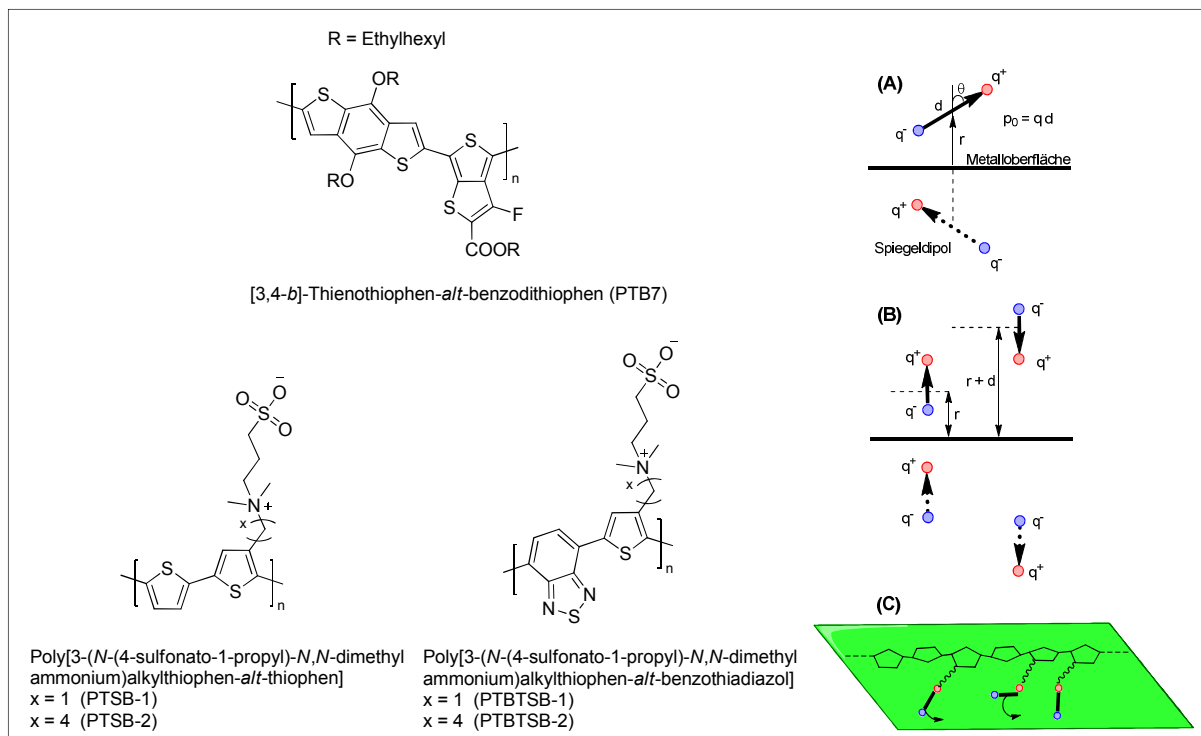 R = Ethylhexyl
OR
S
S
RO
S
n
S
F
COOR
[3,4-b]-Thienothiophen-alt-benzodithiophen (PTB7)
O
−
O
S
O
N
+
x
S
S
n
Poly[3-(N-(4-sulfonato-1-propyl)-N,N-dimethyl
ammonium)alkylthiophen-alt-thiophen]
x = 1 (PTSB-1)
x = 4 (PTSB-2)
O
−
O
S
O
N
+
x
S
n
N
N
S
Poly[3-(N-(4-sulfonato-1-propyl)-N,N-dimethyl
ammonium)alkylthiophen-alt-benzothiadiazol]
x = 1 (PTBTSB-1)
x = 4 (PTBTSB-2)
(A)
q+
θ
d
p0 = q d
q-
r
Metalloberfläche
q+
Spiegeldipol
q-
(B)
q-
q+
q+
r + d
q-
r
q+
q-
q-
q+
(C)